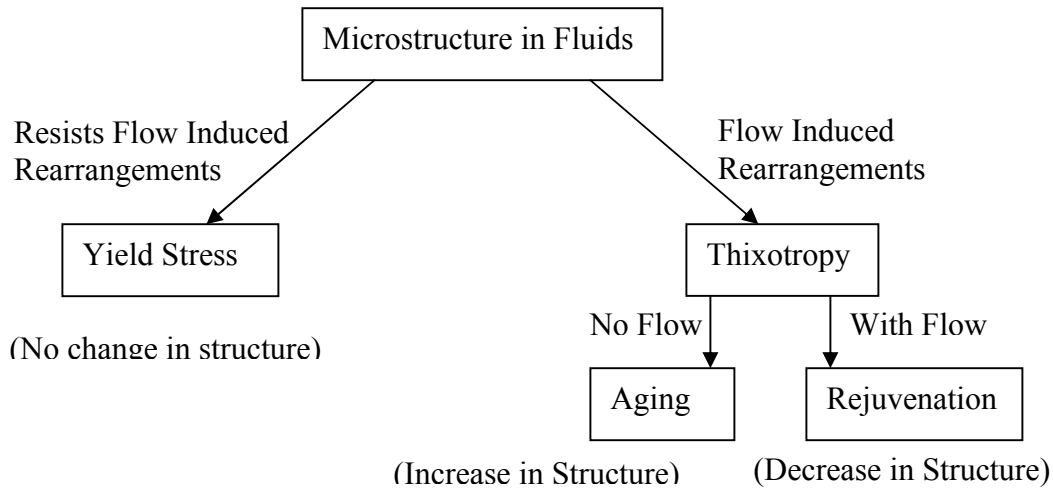 Microstructure in Fluids
Resists Flow Induced
Rearrangements
Flow Induced
Rearrangements
Yield Stress
Thixotropy
(No change in structure)
No Flow
With Flow
Aging
Rejuvenation
(Increase in Structure)
(Decrease in Structure)